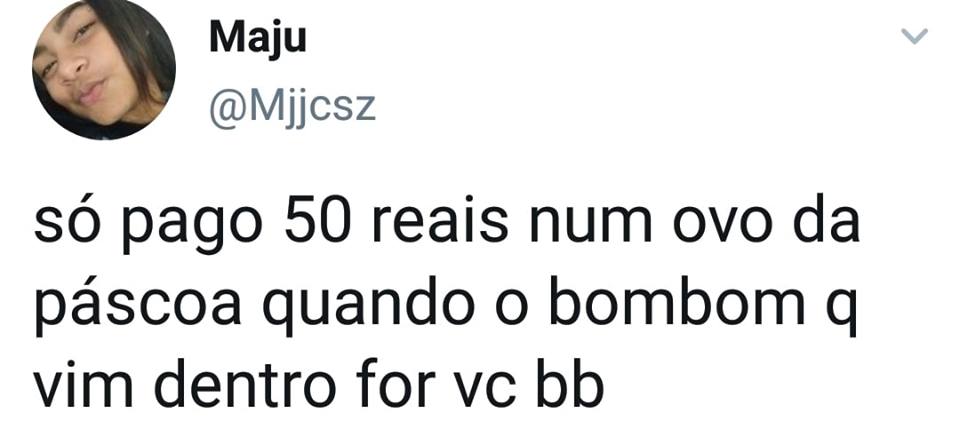 Maju
@Mjjcsz
só pago 50 reais num ovo da
páscoa quando o bombom q
vim dentro for vc bb